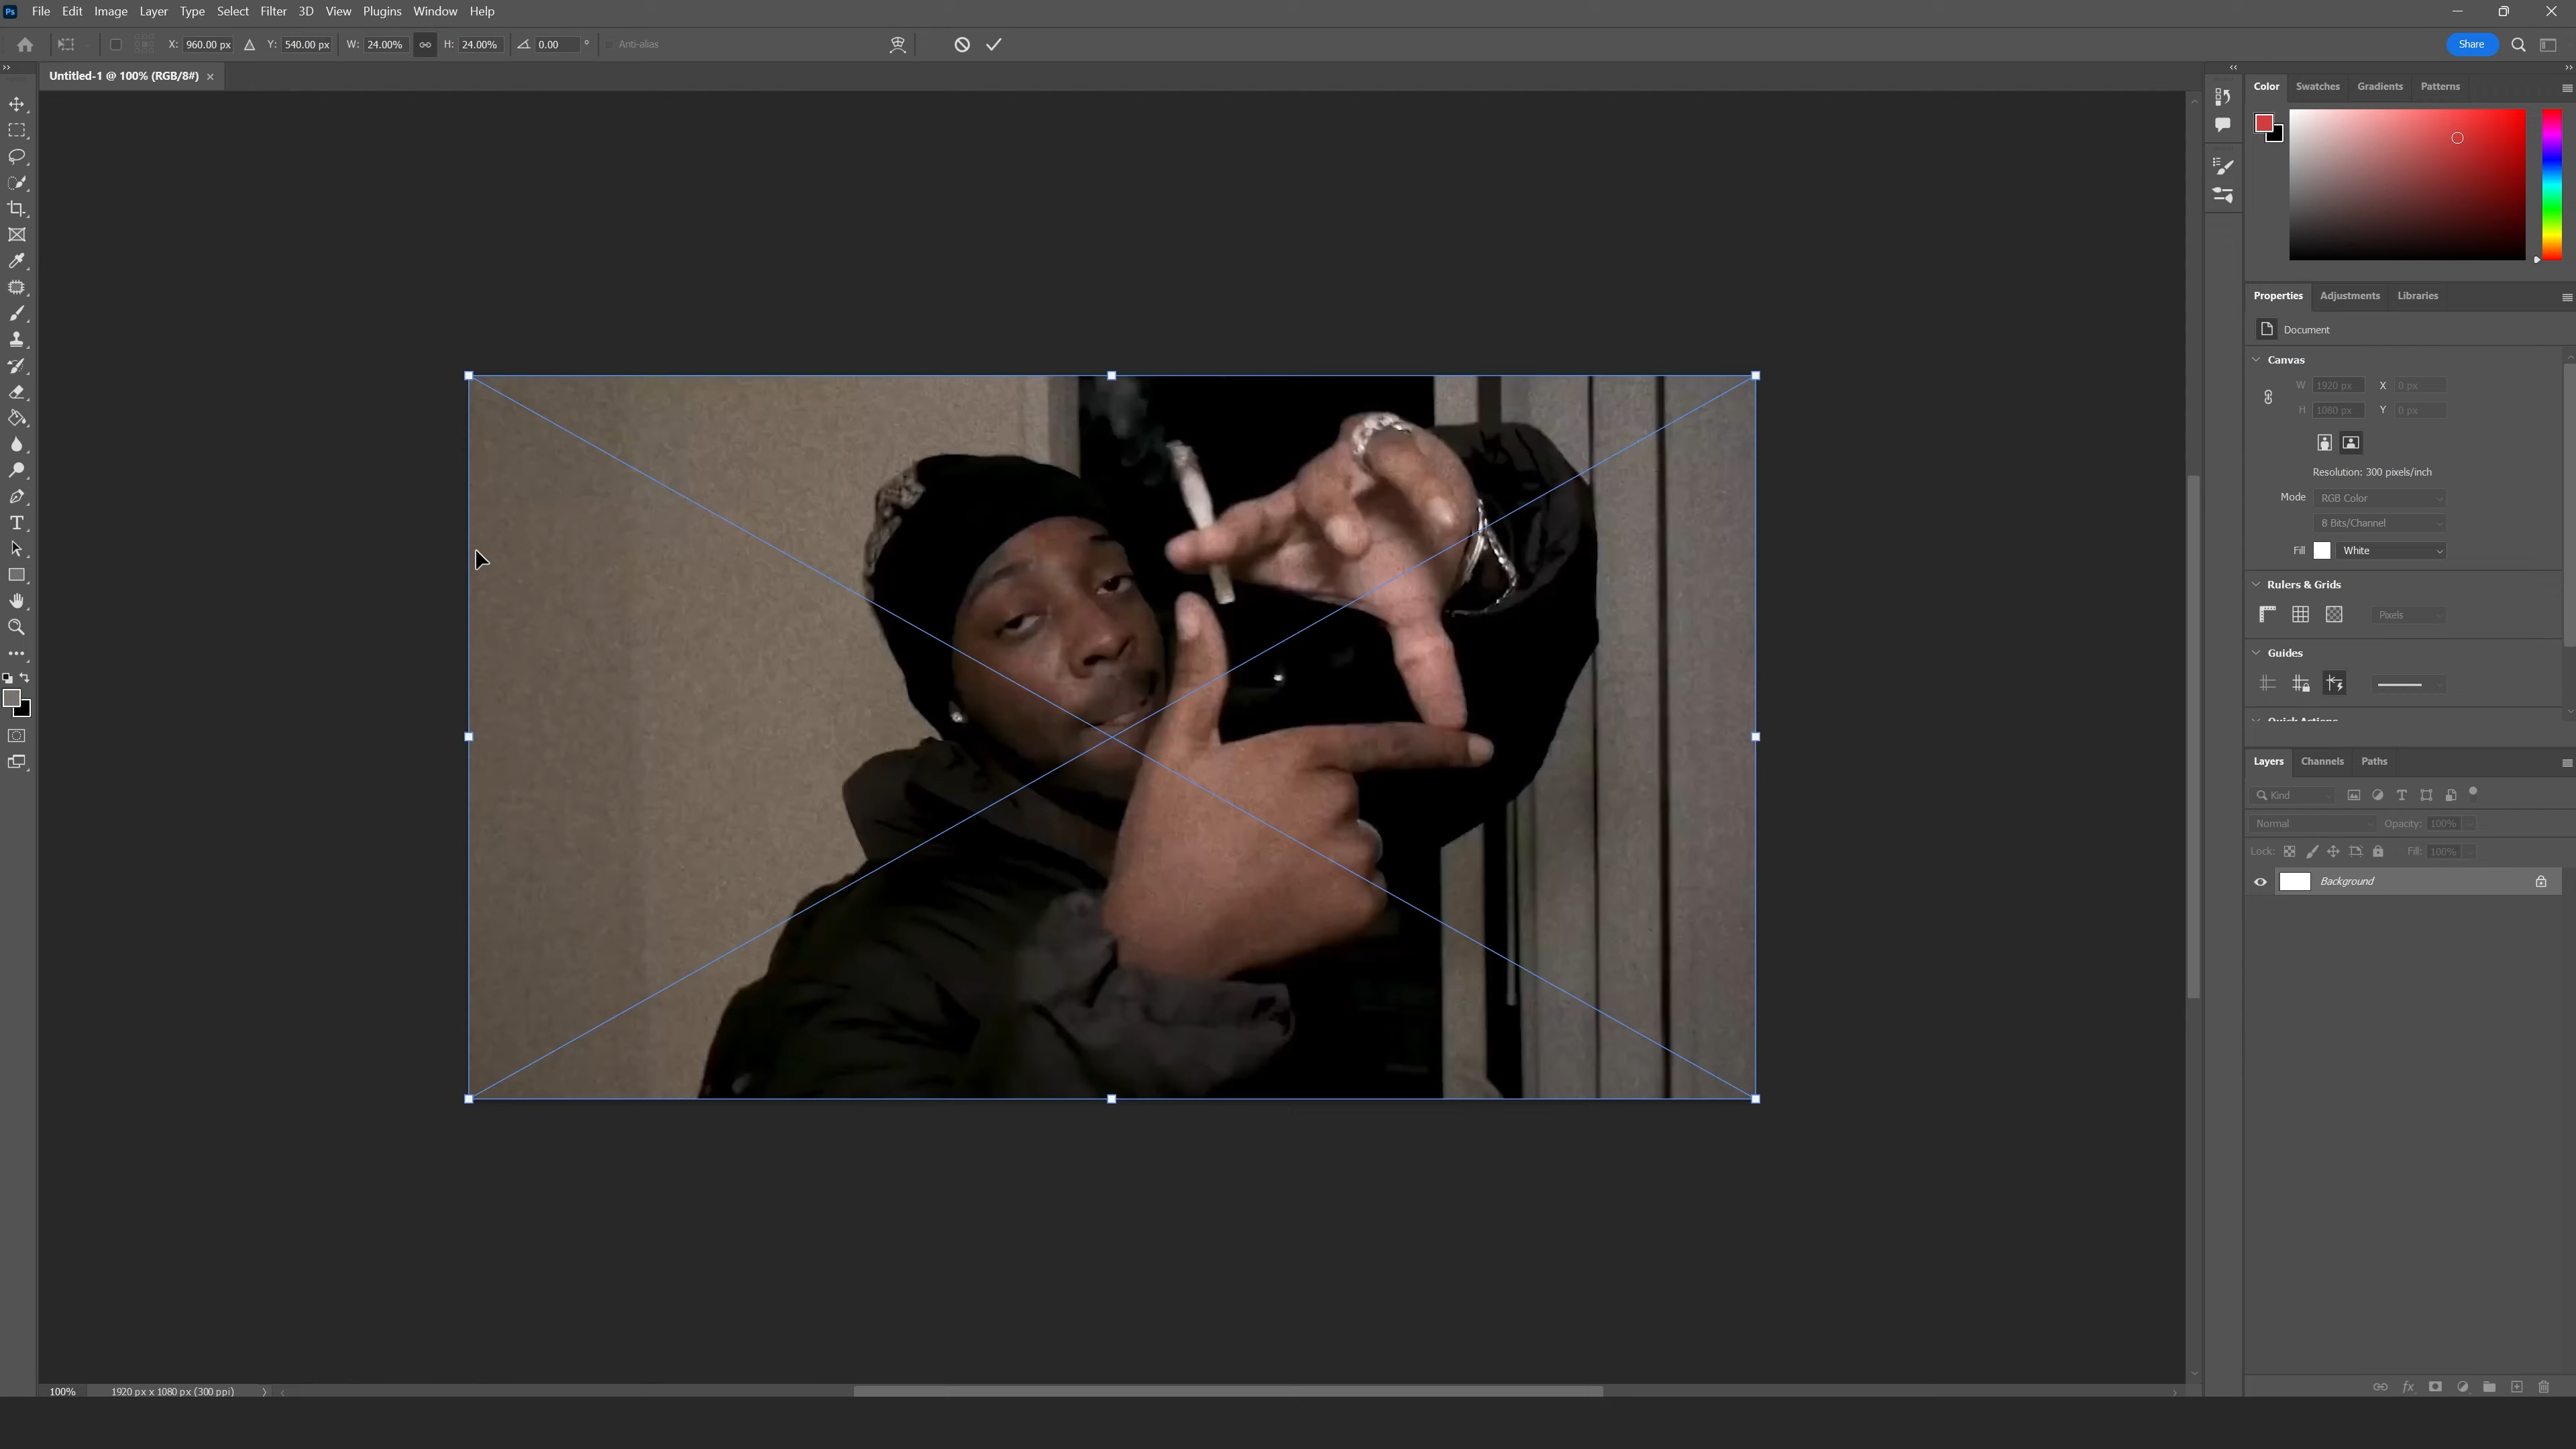 Ps File Edit Image Layer Type Select Filter 3D View Plugins Window Help
X: 960.00 px Y: 540.00 px W: 24.00% H: 24.00% 0.00 ° Anti-alias Share
Untitled-1 @ 100% (RGB/8#) ×
Color Swatches Gradients Patterns
Properties Adjustments Libraries
Document
Canvas
W 1920 px X 0 px
H 1080 px Y 0 px
Resolution: 300 pixels/inch
Mode RGB Color
8 Bits/Channel
Fill White
Rulers & Grids
Pixels
Guides
Quick Actions
Layers Channels Paths
Kind
Normal Opacity: 100%
Lock: Fill: 100%
Background
fx
100% 1920 px x 1080 px (300 ppi)